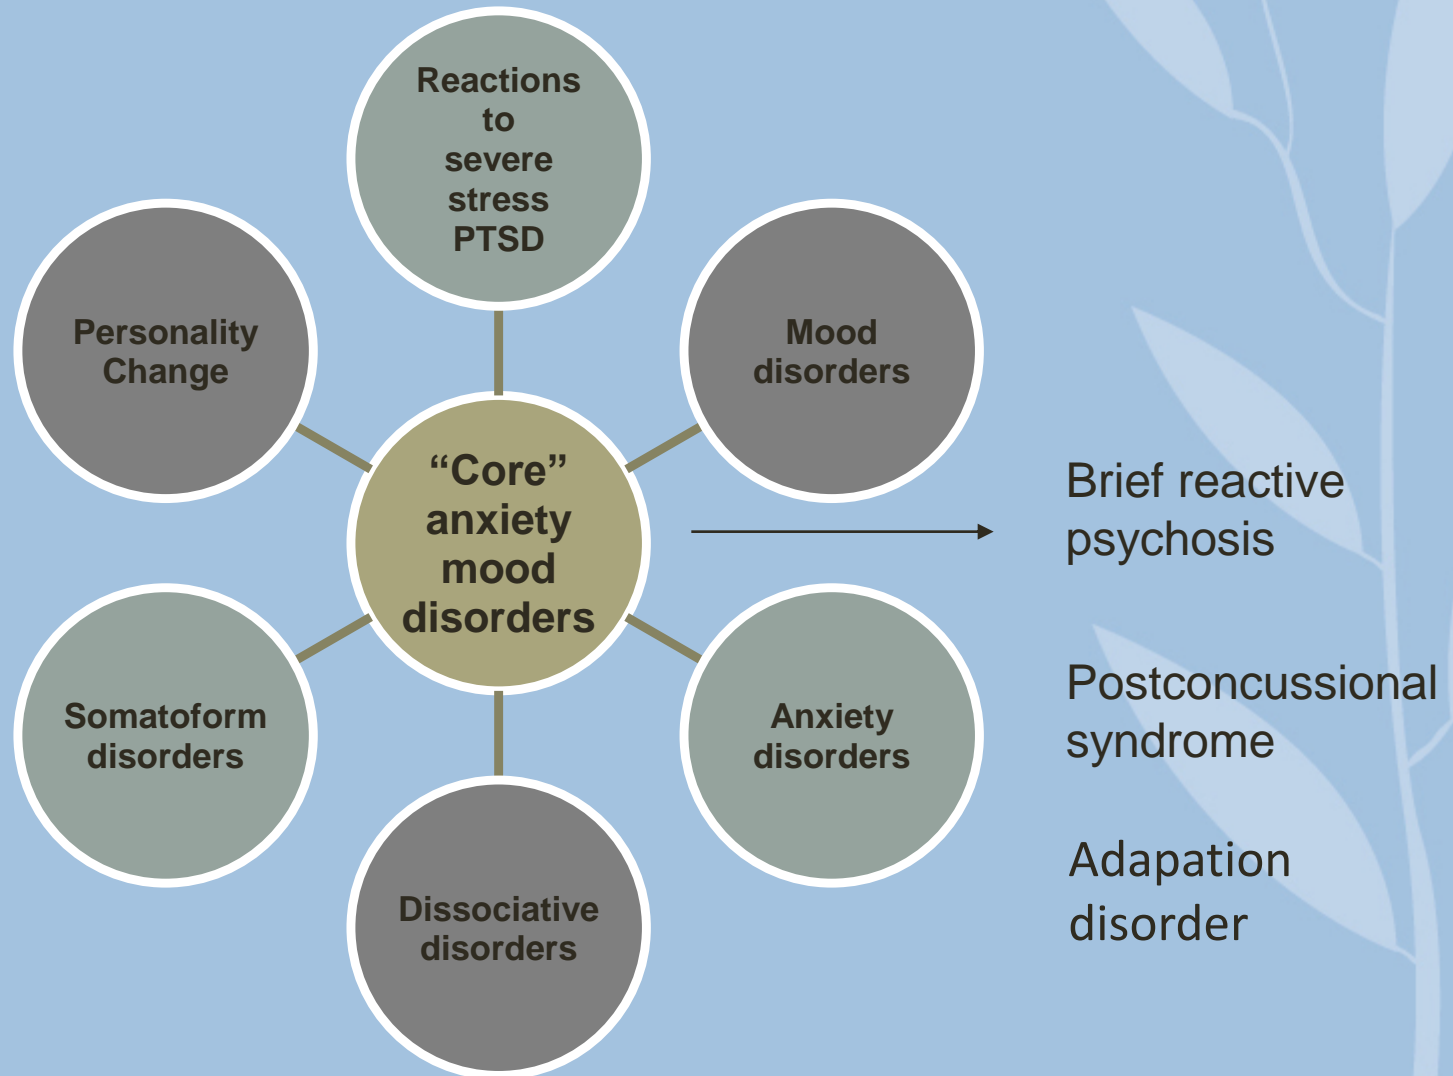 Reactions
to
severe
stress
PTSD
Personality
Change
Mood
disorders
“Core”
anxiety
mood
disorders
Brief reactive
psychosis
Somatoform
disorders
Anxiety
disorders
Postconcussional
syndrome
Dissociative
disorders
Adapation
disorder